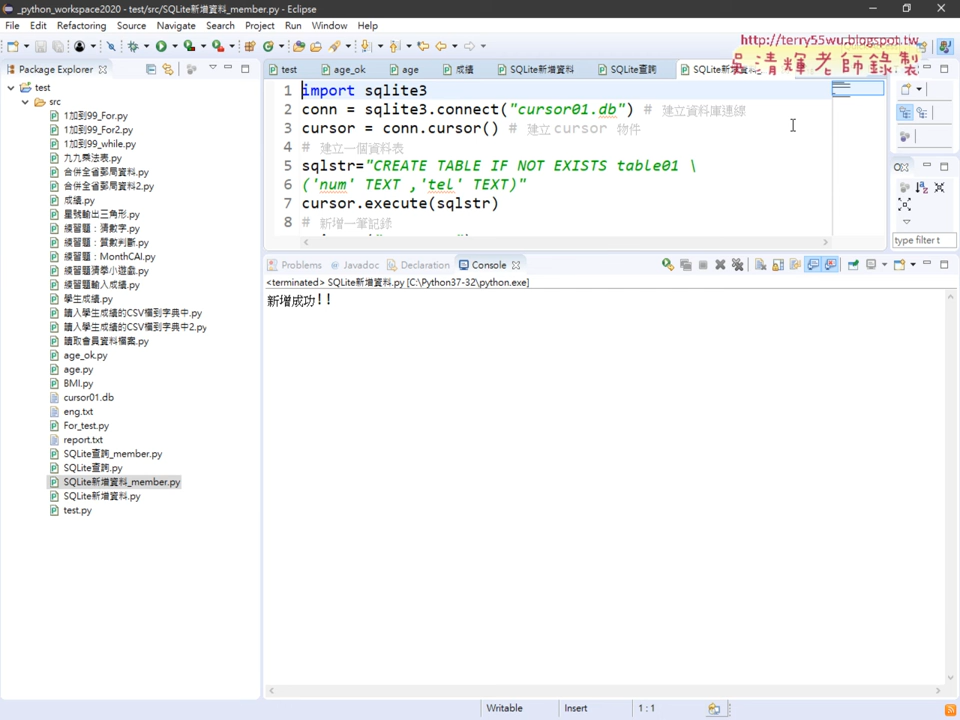 _python_workspace2020 - test/src/SQLite新增資料_member.py - Eclipse
File Edit Refactoring Source Navigate Search Project Run Window Help
http://terry55wu.blogspot.tw
吳清輝老師錄製
Package Explorer
test age_ok age 成績 SQLite新增資料 SQLite查詢 SQLite新增資料
test
src
1加到99_For.py
1加到99_For2.py
1加到99_while.py
九九乘法表.py
合併全省郵局資料.py
合併全省郵局資料2.py
成績.py
星號輸出三角形.py
練習題：猜數字.py
練習題：質數判斷.py
練習題：MonthCAl.py
練習題猜拳小遊戲.py
練習題輸入成績.py
學生成績.py
讀入學生成績的CSV檔到字典中.py
讀入學生成績的CSV檔到字典中2.py
讀取會員資料檔案.py
age_ok.py
age.py
BMI.py
cursor01.db
eng.txt
For_test.py
report.txt
SQLite查詢_member.py
SQLite查詢.py
SQLite新增資料_member.py
SQLite新增資料.py
test.py
1 import sqlite3
2 conn = sqlite3.connect("cursor01.db") # 建立資料庫連線
3 cursor = conn.cursor() # 建立 cursor 物件
4 # 建立一個資料表
5 sqlstr="CREATE TABLE IF NOT EXISTS table01 \
6 ('num' TEXT ,'tel' TEXT)"
7 cursor.execute(sqlstr)
8 # 新增一筆記錄
type filter t
Problems Javadoc Declaration Console
<terminated> SQLite新增資料.py [C:\Python37-32\python.exe]
新增成功!!
Writable Insert 1 : 1